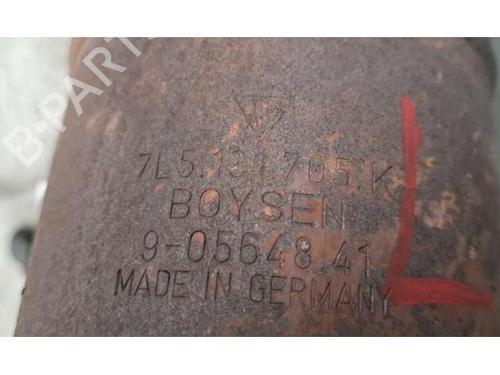 B-PARTS
7L5.131.705 K
BOYSEN
9-05648.41
MADE IN GERMANY
L